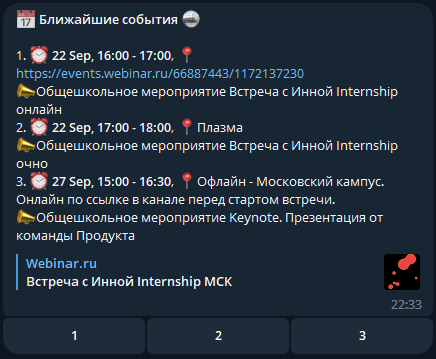 📅 Ближайшие события 🪩
1. ⏰ 22 Sep, 16:00 - 17:00, 📍
https://events.webinar.ru/66887443/1172137230
📣Общешкольное мероприятие Встреча с Инной Internship
онлайн
2. ⏰ 22 Sep, 17:00 - 18:00, 📍 Плазма
📣Общешкольное мероприятие Встреча с Инной Internship
очно
3. ⏰ 27 Sep, 15:00 - 16:30, 📍 Офлайн - Московский кампус.
Онлайн по ссылке в канале перед стартом встречи.
📣Общешкольное мероприятие Keynote. Презентация от
команды Продукта
Webinar.ru
Встреча с Инной Internship МСК
22:33
1
2
3